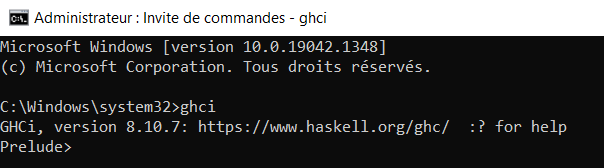 Administrateur : Invite de commandes - ghci
Microsoft Windows [version 10.0.19042.1348]
(c) Microsoft Corporation. Tous droits réservés.
C:\Windows\system32>ghci
GHCi, version 8.10.7: https://www.haskell.org/ghc/  :? for help
Prelude>